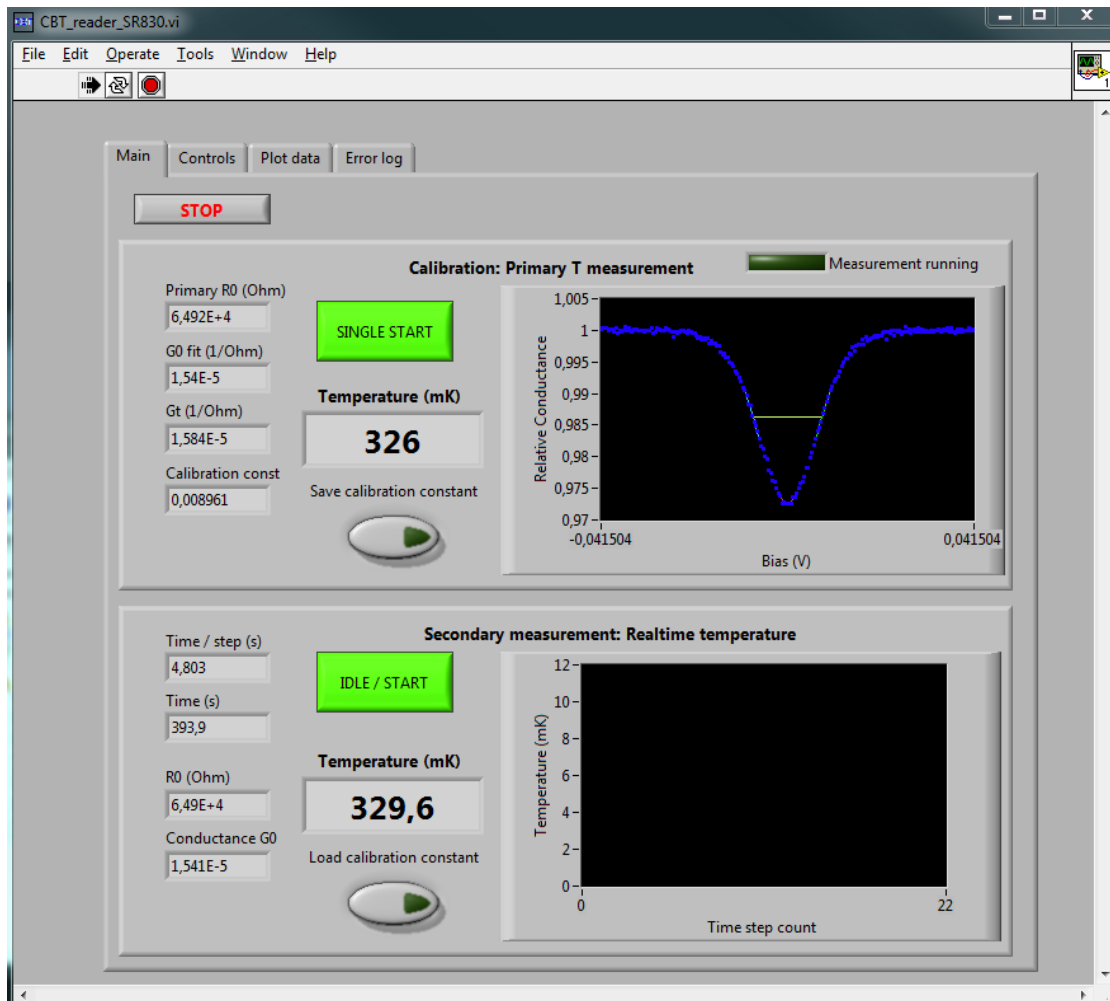 CBT_reader_SR830.vi
File Edit Operate Tools Window Help
1
Main Controls Plot data Error log
STOP
Calibration: Primary T measurement
Measurement running
Primary R0 (Ohm)
6,492E+4
G0 fit (1/Ohm)
1,54E-5
Gt (1/Ohm)
1,584E-5
Calibration const
0,008961
SINGLE START
Temperature (mK)
326
Save calibration constant
Relative Conductance
1,005
1
0,995
0,99
0,985
0,98
0,975
0,97
-0,041504 0,041504
Bias (V)
Secondary measurement: Realtime temperature
Time / step (s)
4,803
Time (s)
393,9
R0 (Ohm)
6,49E+4
Conductance G0
1,541E-5
IDLE / START
Temperature (mK)
329,6
Load calibration constant
Temperature (mK)
12
10
8
6
4
2
0
0 22
Time step count